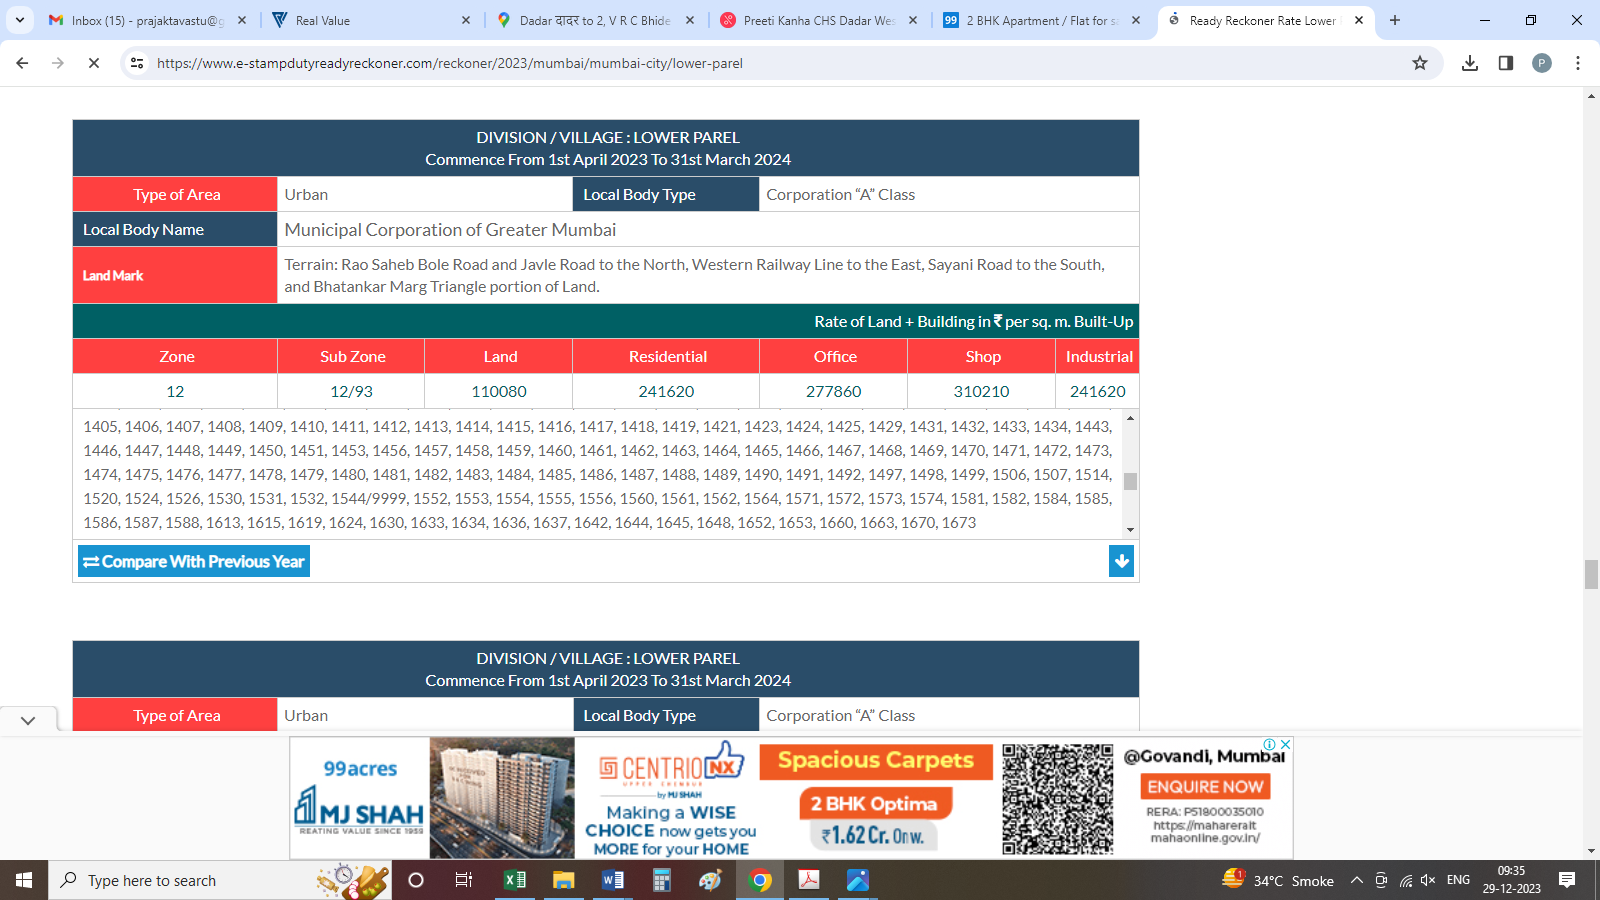 Inbox (15) - prajaktavastu@g
Real Value
Dadar दादर to 2, V R C Bhide
Preeti Kanha CHS Dadar Wes
99
2 BHK Apartment / Flat for sa
Ready Reckoner Rate Lower
https://www.e-stampdutyreadyreckoner.com/reckoner/2023/mumbai/mumbai-city/lower-parel
P
DIVISION / VILLAGE : LOWER PAREL
Commence From 1st April 2023 To 31st March 2024
Type of Area Urban Local Body Type Corporation “A” Class
Local Body Name Municipal Corporation of Greater Mumbai
Land Mark
Terrain: Rao Saheb Bole Road and Javle Road to the North, Western Railway Line to the East, Sayani Road to the South,
and Bhatankar Marg Triangle portion of Land.
Rate of Land + Building in ₹ per sq. m. Built-Up
Zone Sub Zone Land Residential Office Shop Industrial
12 12/93 110080 241620 277860 310210 241620
1405, 1406, 1407, 1408, 1409, 1410, 1411, 1412, 1413, 1414, 1415, 1416, 1417, 1418, 1419, 1421, 1423, 1424, 1425, 1429, 1431, 1432, 1433, 1434, 1443,
1446, 1447, 1448, 1449, 1450, 1451, 1453, 1456, 1457, 1458, 1459, 1460, 1461, 1462, 1463, 1464, 1465, 1466, 1467, 1468, 1469, 1470, 1471, 1472, 1473,
1474, 1475, 1476, 1477, 1478, 1479, 1480, 1481, 1482, 1483, 1484, 1485, 1486, 1487, 1488, 1489, 1490, 1491, 1492, 1497, 1498, 1499, 1506, 1507, 1514,
1520, 1524, 1526, 1530, 1531, 1532, 1544/9999, 1552, 1553, 1554, 1555, 1556, 1560, 1561, 1562, 1564, 1571, 1572, 1573, 1574, 1581, 1582, 1584, 1585,
1586, 1587, 1588, 1613, 1615, 1619, 1624, 1630, 1633, 1634, 1636, 1637, 1642, 1644, 1645, 1648, 1652, 1653, 1660, 1663, 1670, 1673
Compare With Previous Year
DIVISION / VILLAGE : LOWER PAREL
Commence From 1st April 2023 To 31st March 2024
Type of Area Urban Local Body Type Corporation “A” Class
99acres
MJ SHAH
REATING VALUE SINCE 1959
CENTRIO NX
UPPER CHEMBUR
by MJ SHAH
Making a WISE
CHOICE now gets you
MORE for your HOME
Spacious Carpets
2 BHK Optima
₹1.62 Cr. Onw.
@Govandi, Mumbai
ENQUIRE NOW
RERA: P51800035010
https://maharerait
mahaonline.gov.in/
Type here to search
34°C Smoke
ENG
09:35
29-12-2023